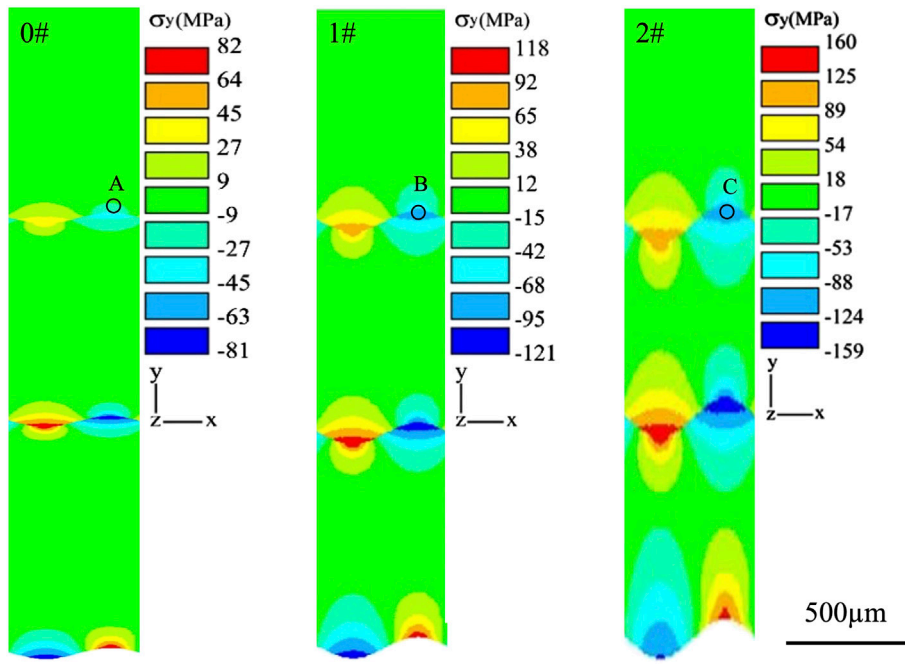 0#
σy(MPa)
82
64
45
27
9
-9
-27
-45
-63
-81
A
y
z
x
1#
σy(MPa)
118
92
65
38
12
-15
-42
-68
-95
-121
B
y
z
x
2#
σy(MPa)
160
125
89
54
18
-17
-53
-88
-124
-159
C
y
z
x
500μm